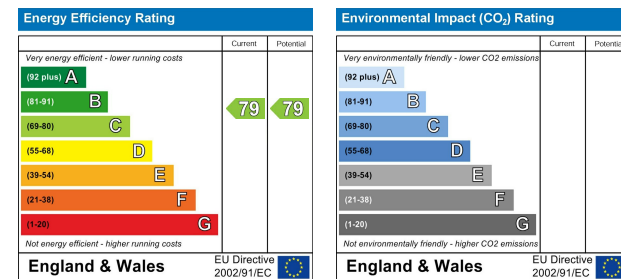 Energy Efficiency Rating
Current Potential
Very energy efficient - lower running costs
(92 plus) A
(81-91) B
(69-80) C
(55-68) D
(39-54) E
(21-38) F
(1-20) G
79 79
Not energy efficient - higher running costs
England & Wales
EU Directive
2002/91/EC
Environmental Impact (CO2) Rating
Current Potential
Very environmentally friendly - lower CO2 emissions
(92 plus) A
(81-91) B
(69-80) C
(55-68) D
(39-54) E
(21-38) F
(1-20) G
Not environmentally friendly - higher CO2 emissions
England & Wales
EU Directive
2002/91/EC